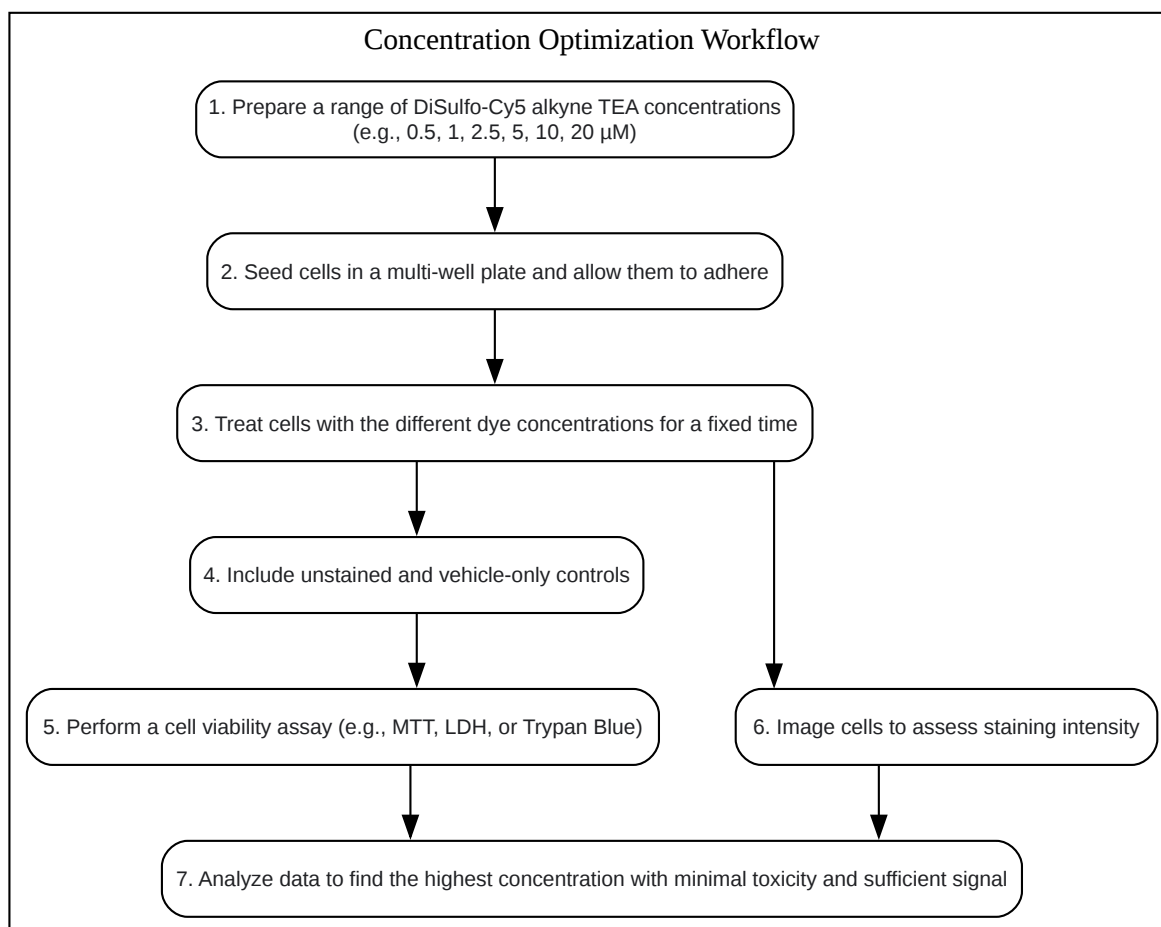 Concentration Optimization Workflow
1. Prepare a range of DiSulfo-Cy5 alkyne TEA concentrations
(e.g., 0.5, 1, 2.5, 5, 10, 20 µM)
2. Seed cells in a multi-well plate and allow them to adhere
3. Treat cells with the different dye concentrations for a fixed time
4. Include unstained and vehicle-only controls
5. Perform a cell viability assay (e.g., MTT, LDH, or Trypan Blue)
6. Image cells to assess staining intensity
7. Analyze data to find the highest concentration with minimal toxicity and sufficient signal